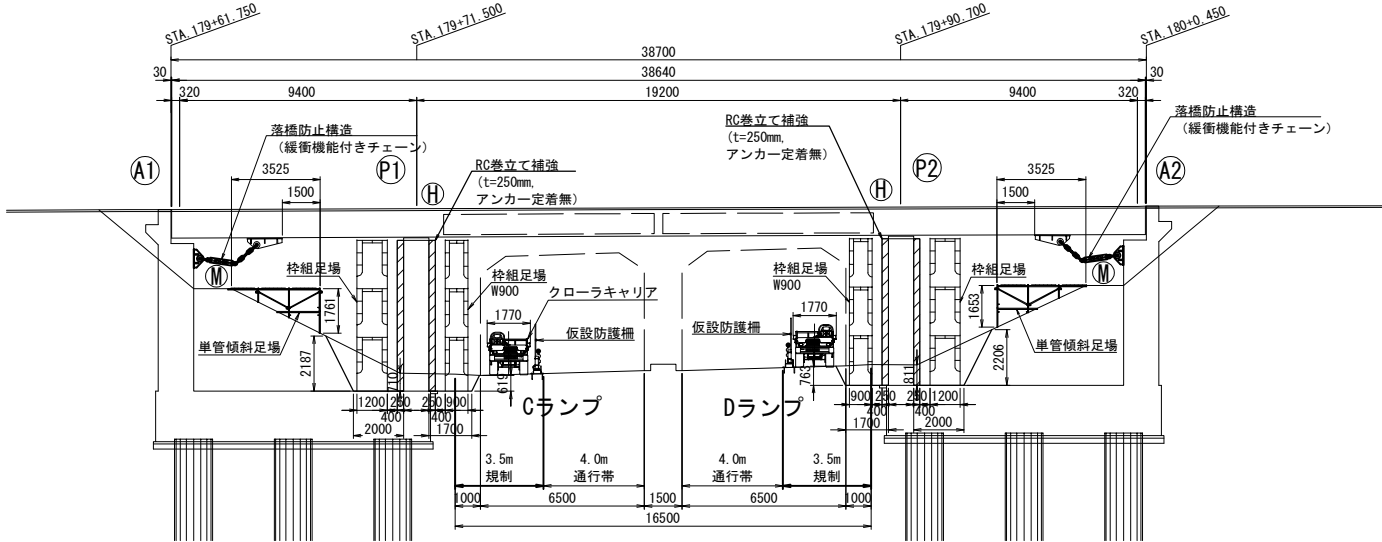 STA.179+61.750
STA.179+71.500
STA.179+90.700
STA.180+0.450
38700
30
38640
30
320
9400
19200
9400
320
落橋防止構造
(緩衝機能付きチェーン)
RC巻立て補強
(t=250mm,
アンカー定着無)
落橋防止構造
(緩衝機能付きチェーン)
A1
3525
1500
P1
H
RC巻立て補強
(t=250mm,
アンカー定着無)
H
P2
3525
1500
A2
M
M
枠組足場
枠組足場
W900
クローラキャリア
1770
仮設防護柵
1761
単管傾斜足場
2187
710
619
枠組足場
W900
1770
仮設防護柵
枠組足場
1653
単管傾斜足場
2206
763
811
1200
250
250
900
400
400
2000
1700
Cランプ
Dランプ
900
250
250
1200
400
400
1700
2000
3.5m
規制
4.0m
通行帯
4.0m
通行帯
3.5m
規制
1000
6500
1500
6500
1000
16500